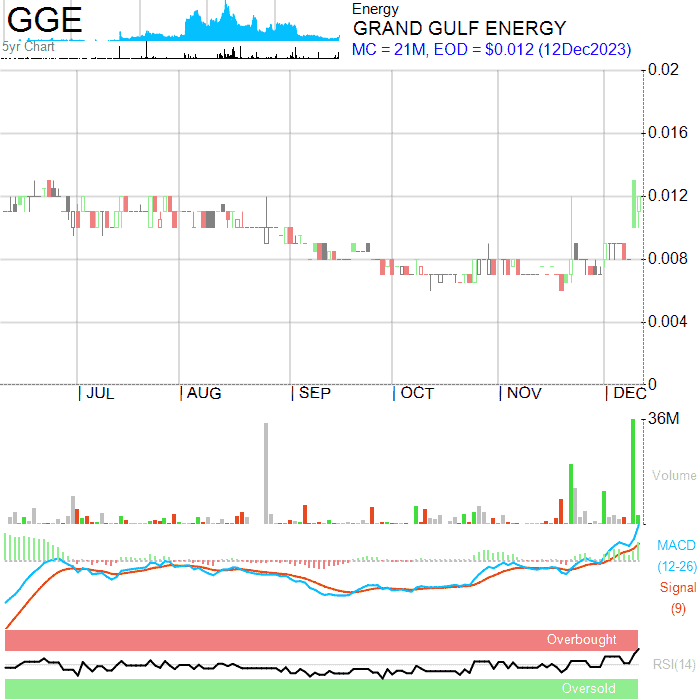 GGE
5yr Chart
Energy
GRAND GULF ENERGY
MC = 21M, EOD = $0.012 (12Dec2023)
0.02
0.016
0.012
0.008
0.004
0
|JUL |AUG |SEP |OCT |NOV |DEC
36M
Volume
MACD
(12-26)
Signal
(9)
Overbought
RSI(14)
Oversold